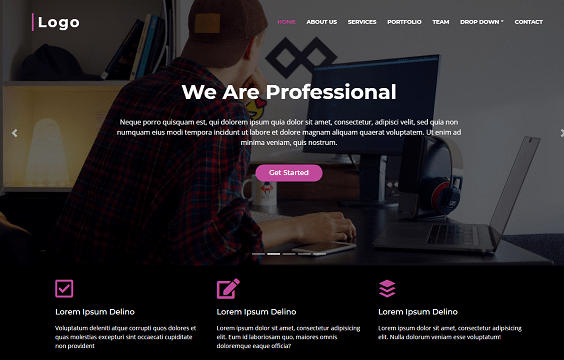 Logo
HOME ABOUT US SERVICES PORTFOLIO TEAM DROP DOWN CONTACT
We Are Professional
Neque porro quisquam est, qui dolorem ipsum quia dolor sit amet, consectetur, adipisci velit, sed quia non
numquam eius modi tempora incidunt ut labore et dolore magnam aliquam quaerat voluptatem. Ut enim ad
minima veniam, quis nostrum.
Get Started
Lorem Ipsum Delino
Voluptatum deleniti atque corrupti quos dolores et
quas molestias excepturi sint occaecati cupiditate
non provident
Lorem Ipsum Delino
Lorem ipsum dolor sit amet, consectetur adipisicing
elit. Eum id laboriosam quo, maiores omnis
doloremque eaque officia?
Lorem Ipsum Delino
Lorem ipsum dolor sit amet, consectetur adipisicing
elit. Nulla dolorum veniam esse voluptatum!